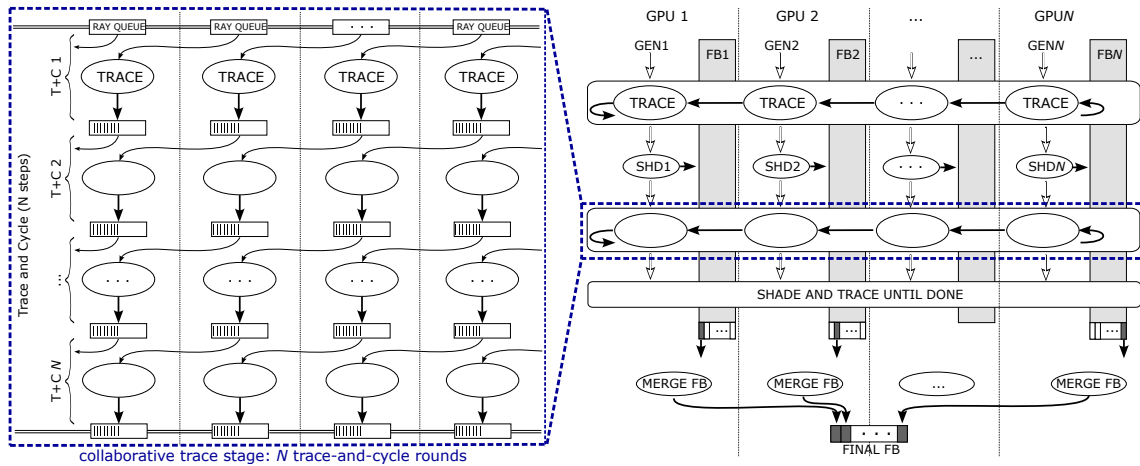 RAY QUEUE RAY QUEUE . . . RAY QUEUE
T+C 1
TRACE TRACE TRACE TRACE
T+C 2
Trace and Cycle (N steps)
...
. . . . . . . . . . . .
T+C N
collaborative trace stage: N trace-and-cycle rounds
GPU 1 GPU 2 ... GPUN
GEN1 FB1 GEN2 FB2 ... GENN FBN
TRACE TRACE . . . TRACE
SHD1 SHD2 . . . SHDN
SHADE AND TRACE UNTIL DONE
... ... ...
MERGE FB MERGE FB ... MERGE FB
. . .
FINAL FB